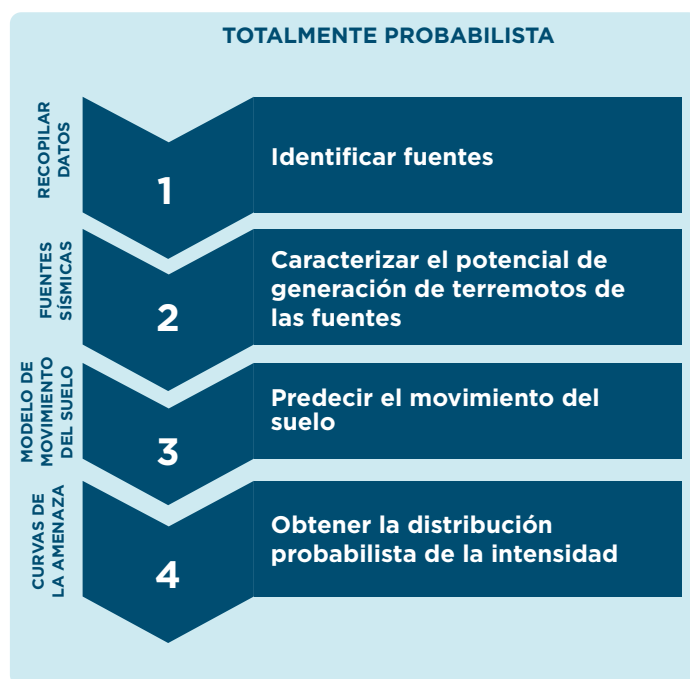 TOTALMENTE PROBABILISTA
RECOPILAR
DATOS
1
Identificar fuentes
FUENTES
SÍSMICAS
2
Caracterizar el potencial de
generación de terremotos de
las fuentes
MODELO DE
MOVIMIENTO
DEL SUELO
3
Predecir el movimiento del
suelo
CURVAS DE
LA AMENAZA
4
Obtener la distribución
probabilista de la intensidad